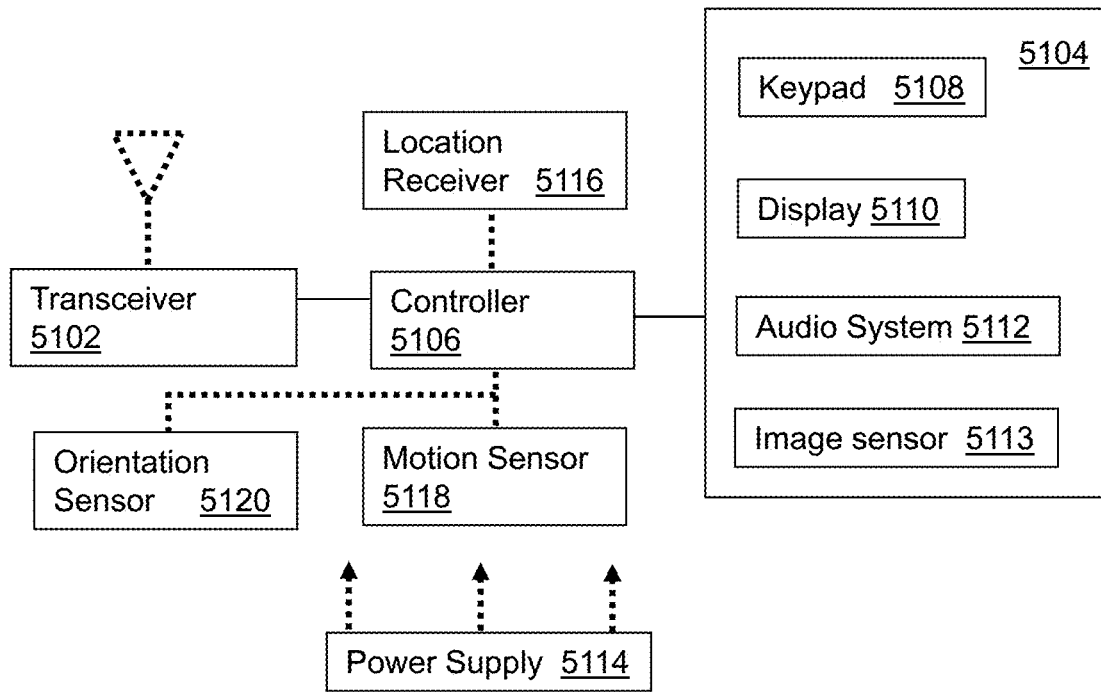 5104
Keypad 5108
Location
Receiver 5116
Display 5110
Transceiver
5102
Controller
5106
Audio System 5112
Image sensor 5113
Orientation
Sensor 5120
Motion Sensor
5118
Power Supply 5114